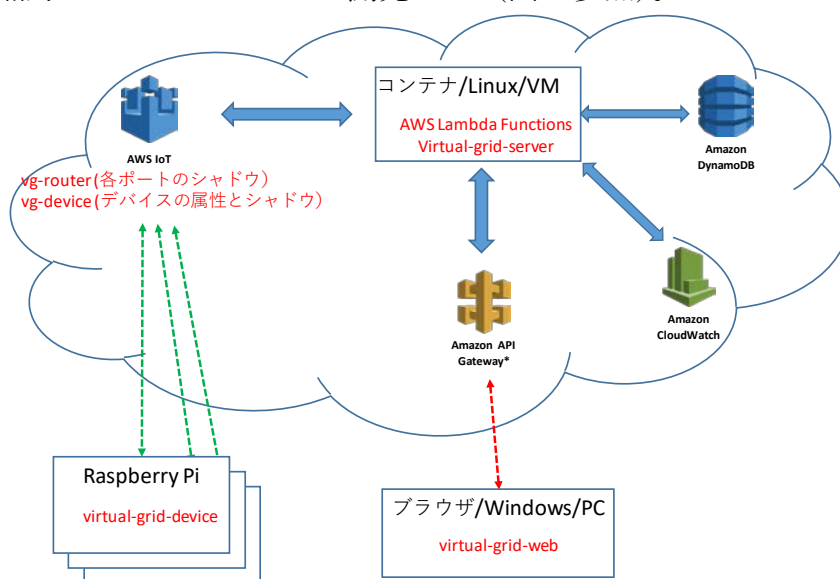 コンテナ/Linux/VM
AWS Lambda Functions
Virtual-grid-server
AWS IoT
vg-router(各ポートのシャドウ)
vg-device(デバイスの属性とシャドウ)
Amazon
DynamoDB
Amazon API
Gateway*
Amazon
CloudWatch
Raspberry Pi
virtual-grid-device
ブラウザ/Windows/PC
virtual-grid-web